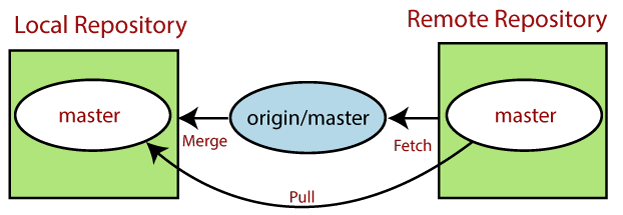 Local Repository
Remote Repository
master
origin/master
master
Merge
Fetch
Pull